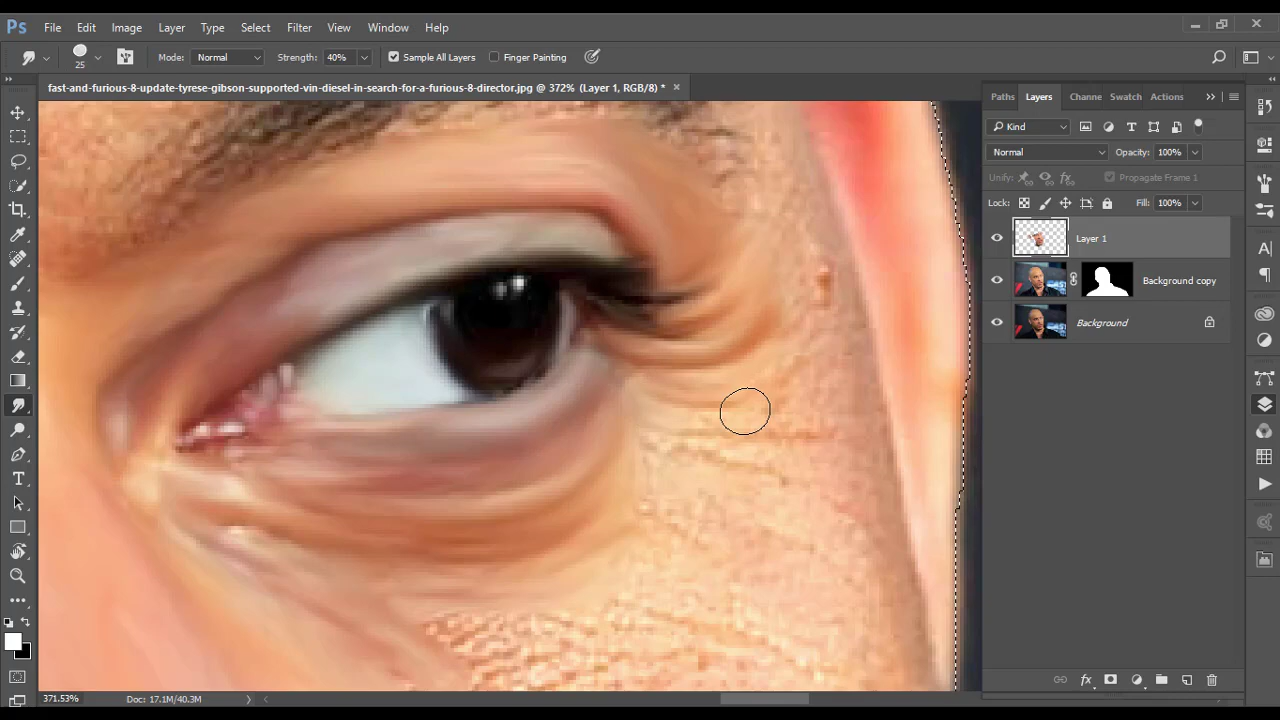 Ps File Edit Image Layer Type Select Filter View Window Help
25 Mode: Normal Strength: 40% Sample All Layers Finger Painting
fast-and-furious-8-update-tyrese-gibson-supported-vin-diesel-in-search-for-a-furious-8-director.jpg @ 372% (Layer 1, RGB/8) *
Paths Layers Channe Swatch Actions
Kind
Normal Opacity: 100%
Unify: Propagate Frame 1
Lock: Fill: 100%
Layer 1
Background copy
Background
371.53% Doc: 17.1M/40.3M